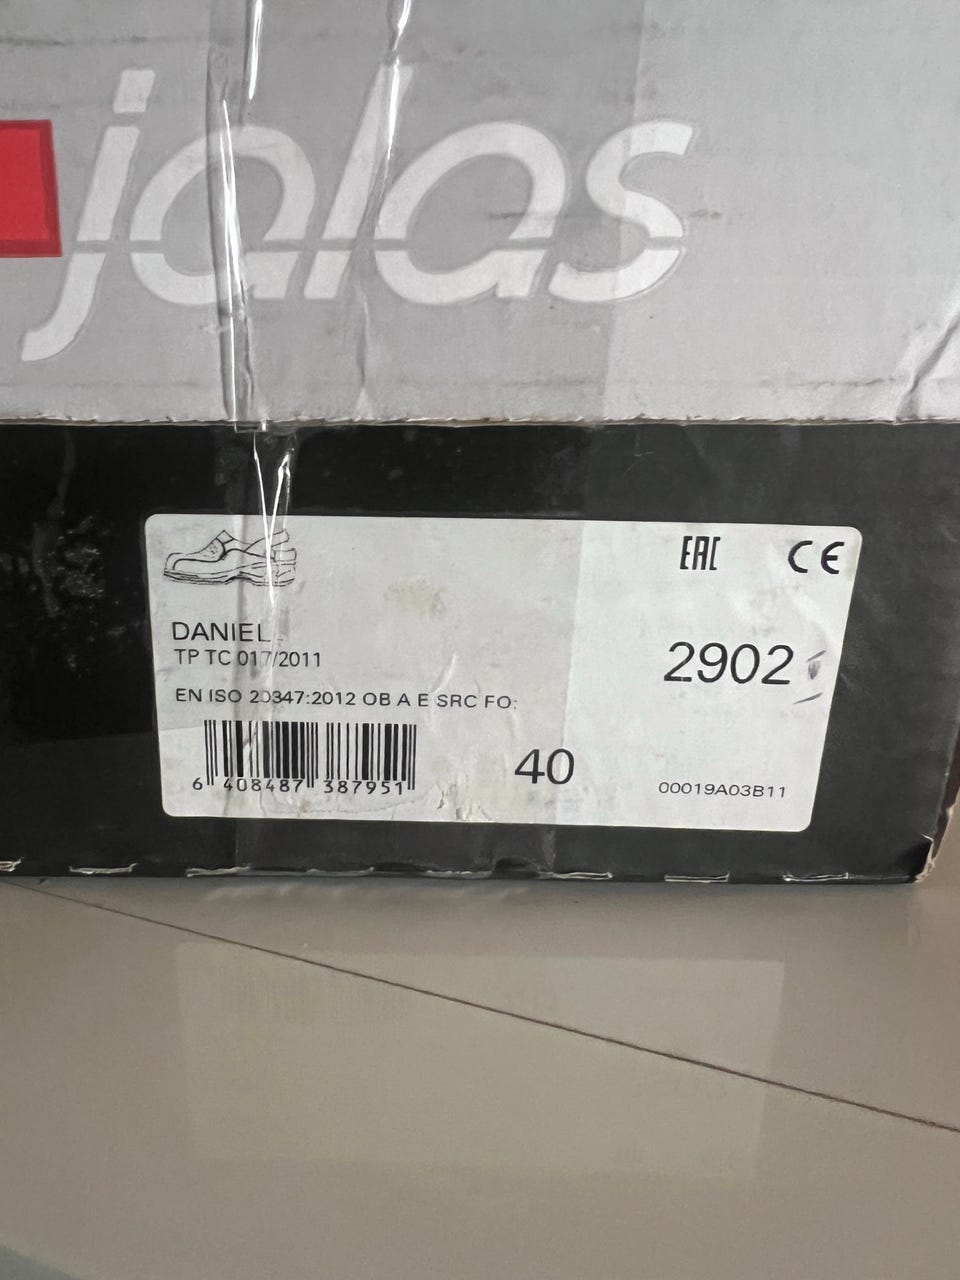 jalas
EAC CE
DANIEL
TP TC 017/2011
2902
EN ISO 20347:2012 OB A E SRC FO:
6 408487 387951
40
00019A03B11